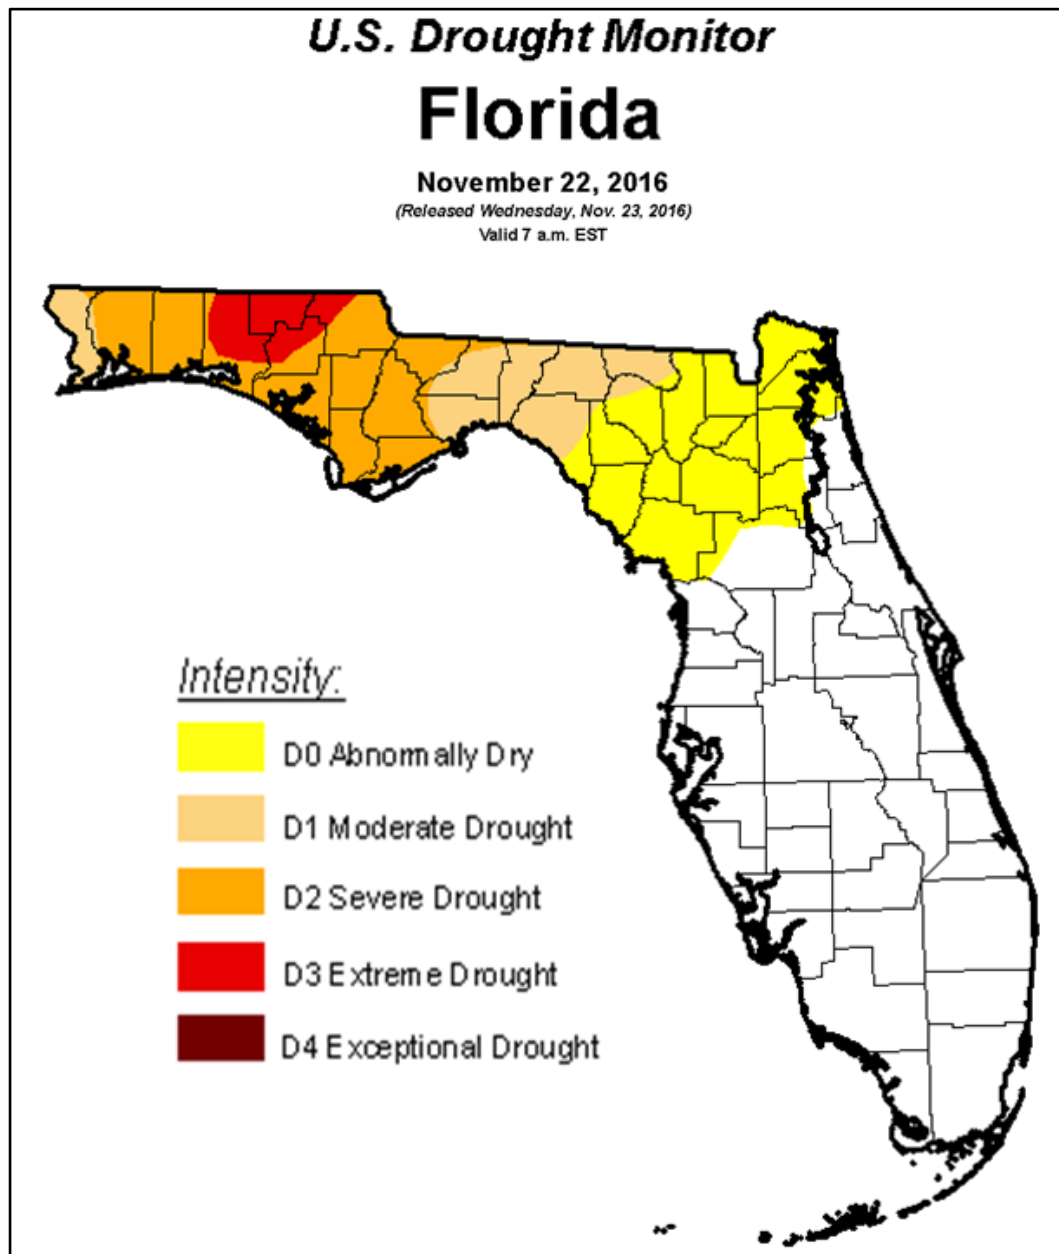 U.S. Drought Monitor
Florida
November 22, 2016
(Released Wednesday, Nov. 23, 2016)
Valid 7 a.m. EST
Intensity:
D0 Abnormally Dry
D1 Moderate Drought
D2 Severe Drought
D3 Extreme Drought
D4 Exceptional Drought